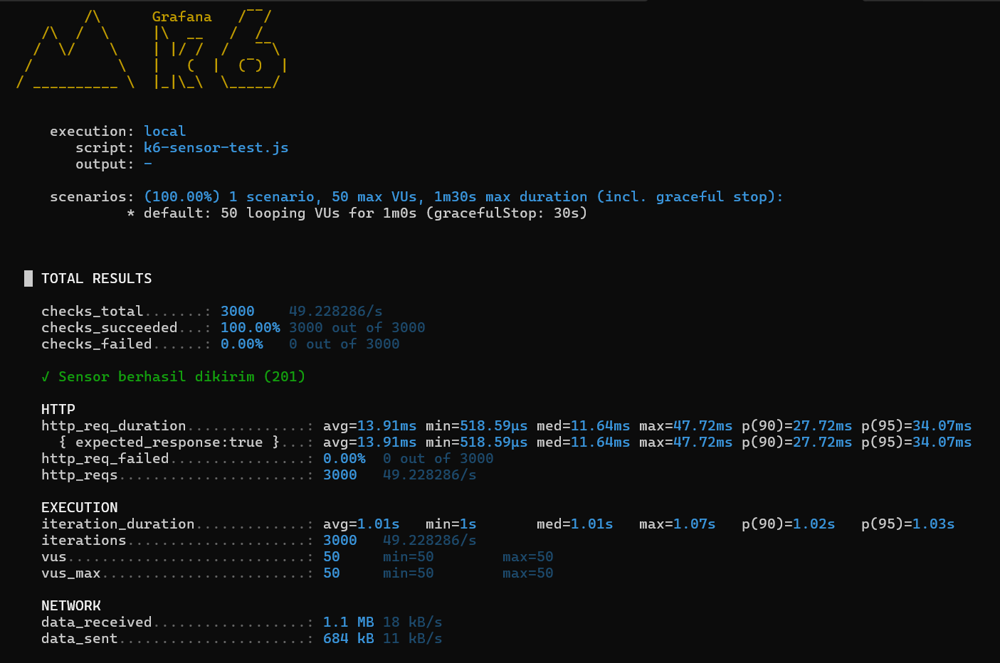 Grafana
execution: local
script: k6-sensor-test.js
output: -
scenarios: (100.00%) 1 scenario, 50 max VUs, 1m30s max duration (incl. graceful stop):
* default: 50 looping VUs for 1m0s (gracefulStop: 30s)
TOTAL RESULTS
checks_total.......: 3000    49.228286/s
checks_succeeded...: 100.00% 3000 out of 3000
checks_failed......: 0.00%   0 out of 3000
✓ Sensor berhasil dikirim (201)
HTTP
http_req_duration..............: avg=13.91ms min=518.59µs med=11.64ms max=47.72ms p(90)=27.72ms p(95)=34.07ms
{ expected_response:true }...: avg=13.91ms min=518.59µs med=11.64ms max=47.72ms p(90)=27.72ms p(95)=34.07ms
http_req_failed................: 0.00%  0 out of 3000
http_reqs......................: 3000   49.228286/s
EXECUTION
iteration_duration.............: avg=1.01s   min=1s       med=1.01s   max=1.07s   p(90)=1.02s   p(95)=1.03s
iterations.....................: 3000   49.228286/s
vus............................: 50     min=50        max=50
vus_max........................: 50     min=50        max=50
NETWORK
data_received..................: 1.1 MB 18 kB/s
data_sent......................: 684 kB 11 kB/s